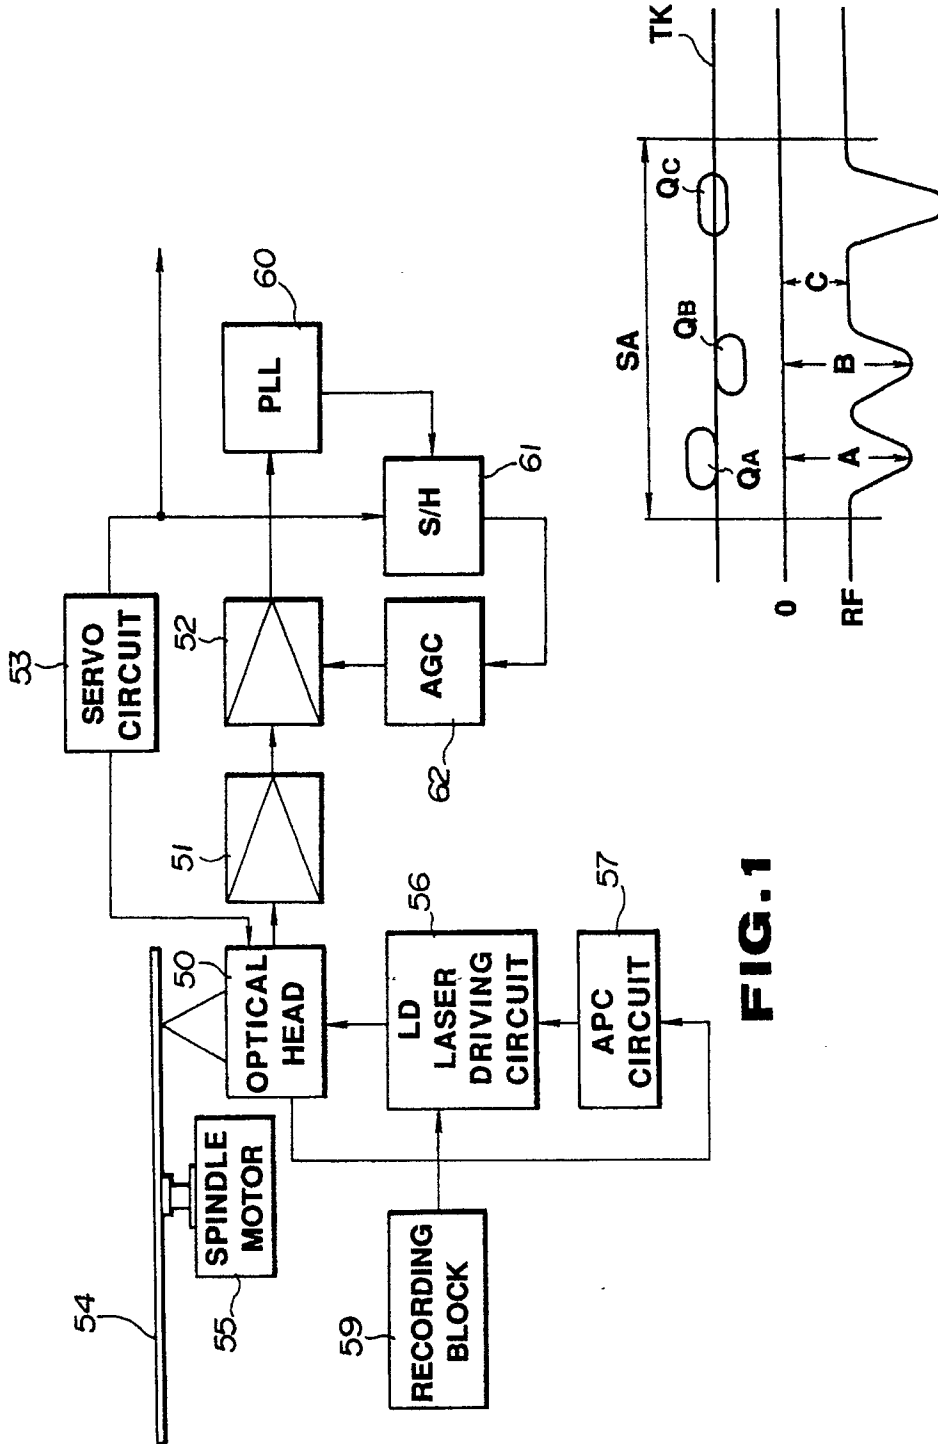 54
SPINDLE
MOTOR
55
53
SERVO
CIRCUIT
50
OPTICAL
HEAD
51
52
60
PLL
S/H
61
AGC
62
LD
LASER
DRIVING
CIRCUIT
56
APC
CIRCUIT
57
RECORDING
BLOCK
59
FIG.1
TK
SA
QA
QB
QC
0
A
B
C
RF